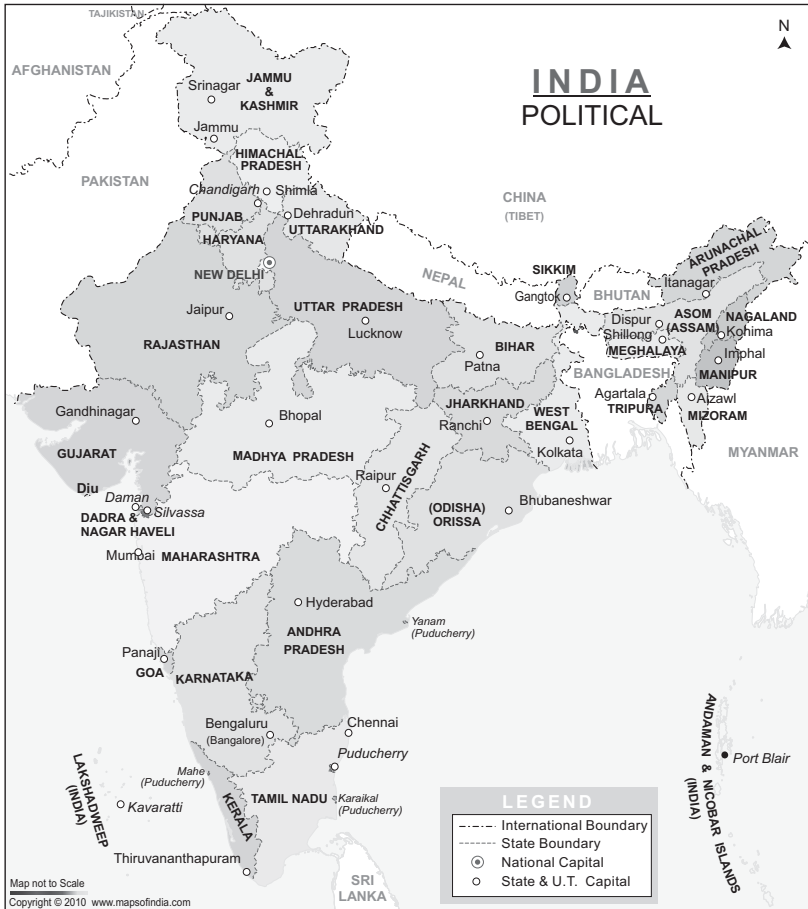 TAJIKISTAN
N
AFGHANISTAN
INDIA
POLITICAL
JAMMU
&
KASHMIR
Srinagar
Jammu
HIMACHAL
PRADESH
PAKISTAN
Chandigarh
Shimla
CHINA
(TIBET)
PUNJAB
Dehradun
UTTARAKHAND
HARYANA
NEW DELHI
NEPAL
SIKKIM
Gangtok
BHUTAN
ARUNACHAL
PRADESH
Itanagar
Jaipur
UTTAR PRADESH
Lucknow
RAJASTHAN
Dispur
ASOM
(ASSAM)
NAGALAND
Kohima
Shillong
MEGHALAYA
BIHAR
Patna
Imphal
MANIPUR
BANGLADESH
Agartala
TRIPURA
Aizawl
MIZORAM
MYANMAR
Gandhinagar
GUJARAT
Bhopal
MADHYA PRADESH
JHARKHAND
Ranchi
WEST
BENGAL
Kolkata
Raipur
CHHATTISGARH
Diu
Daman
Silvassa
DADRA &
NAGAR HAVELI
(ODISHA)
ORISSA
Bhubaneshwar
Mumbai
MAHARASHTRA
Hyderabad
ANDHRA
PRADESH
Yanam
(Puducherry)
Panaji
GOA
KARNATAKA
Bengaluru
(Bangalore)
Chennai
Puducherry
Mahe
(Puducherry)
LAKSHADWEEP
(INDIA)
Kavaratti
KERALA
TAMIL NADU
Karaikal
(Puducherry)
Thiruvananthapuram
SRI
LANKA
ANDAMAN & NICOBAR ISLANDS
(INDIA)
Port Blair
LEGEND
International Boundary
State Boundary
National Capital
State & U.T. Capital
Map not to Scale
Copyright © 2010 www.mapsofindia.com